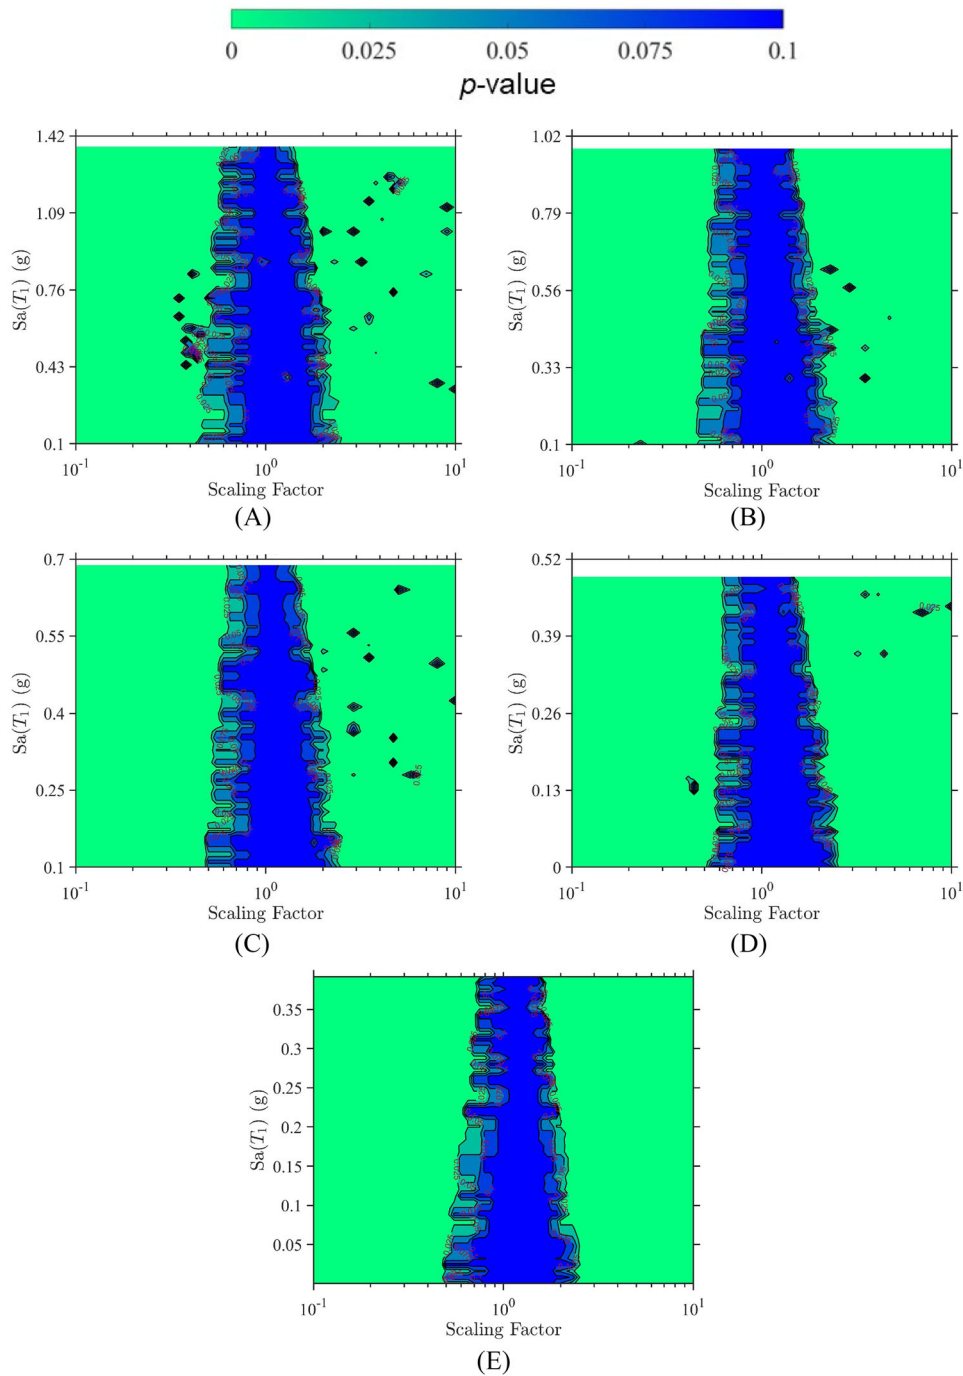 0 0.025 0.05 0.075 0.1
p-value
1.42
1.09
0.76
0.43
0.1
Sa(T1) (g)
10-1 100 101
Scaling Factor
(A)
1.02
0.79
0.56
0.33
0.1
Sa(T1) (g)
10-1 100 101
Scaling Factor
(B)
0.7
0.55
0.4
0.25
0.1
Sa(T1) (g)
10-1 100 101
Scaling Factor
(C)
0.52
0.39
0.26
0.13
0
Sa(T1) (g)
10-1 100 101
Scaling Factor
(D)
0.35
0.3
0.25
0.2
0.15
0.1
0.05
Sa(T1) (g)
10-1 100 101
Scaling Factor
(E)